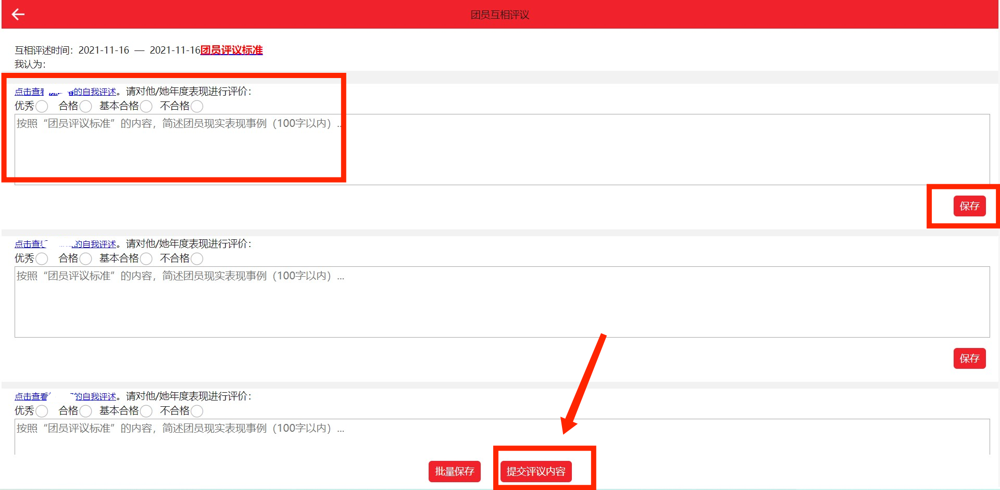 团员互相评议
互相评述时间：2021-11-16 — 2021-11-16团员评议标准
我认为：
点击查看 的自我评述。请对他/她年度表现进行评价：
优秀 合格 基本合格 不合格
按照“团员评议标准”的内容，简述团员现实表现事例（100字以内）...
保存
点击查看 的自我评述。请对他/她年度表现进行评价：
优秀 合格 基本合格 不合格
按照“团员评议标准”的内容，简述团员现实表现事例（100字以内）...
保存
点击查看 的自我评述。请对他/她年度表现进行评价：
优秀 合格 基本合格 不合格
按照“团员评议标准”的内容，简述团员现实表现事例（100字以内）...
批量保存 提交评议内容